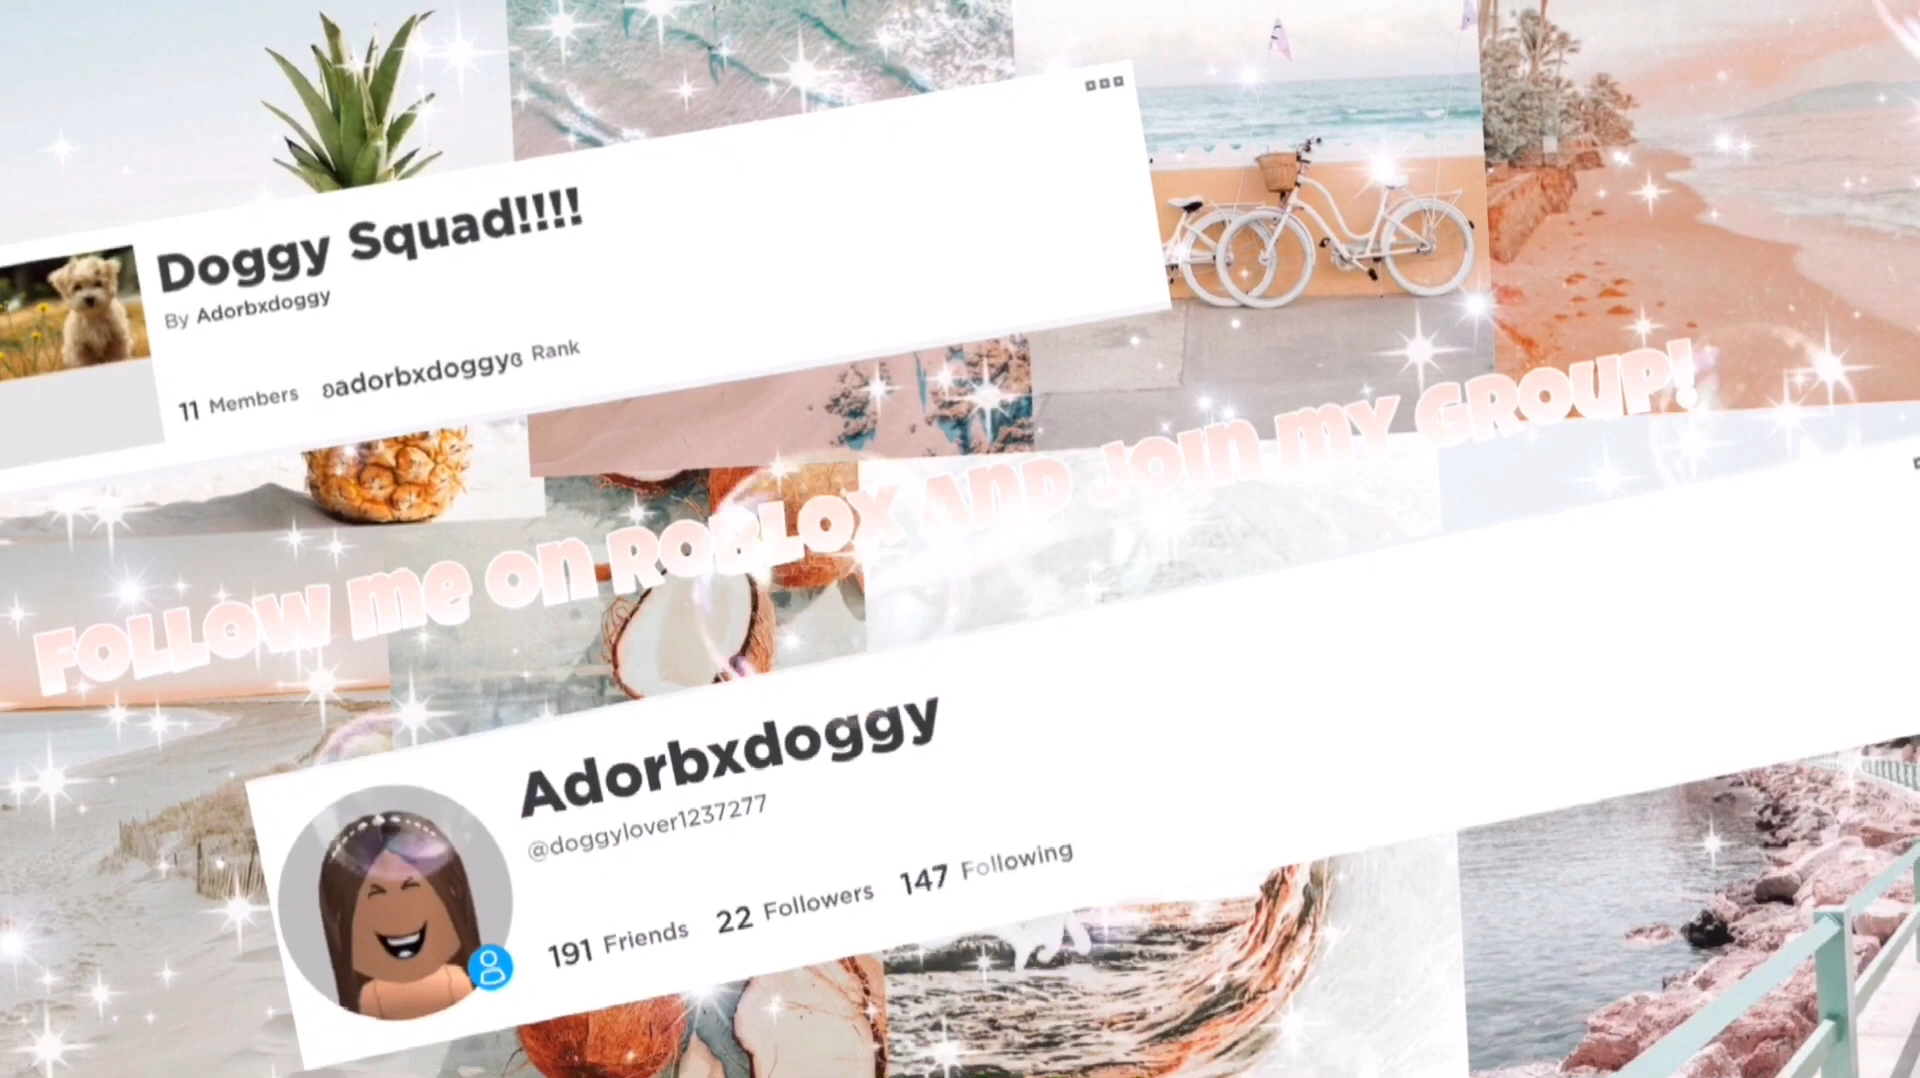 Doggy Squad!!!!
By Adorbxdoggy
11 Members ʚadorbxdoggyɞ Rank
FOLLOW me on ROBLOX AND JOIN MY GROUP!
Adorbxdoggy
@doggylover1237277
191 Friends 22 Followers 147 Following